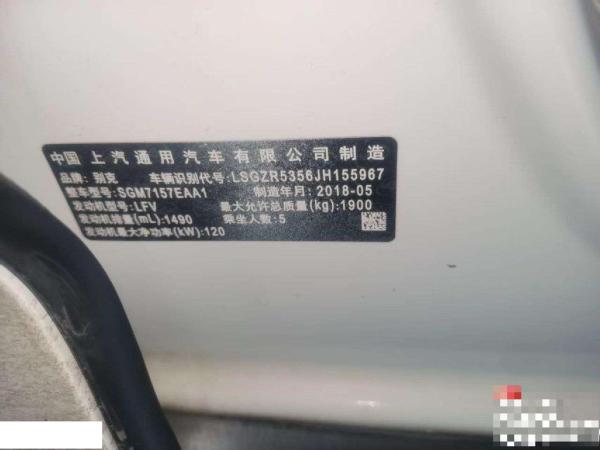 中国上汽通用汽车有限公司制造
品牌：别克 车辆识别代号：LSGZR5356JH155967
整车型号：SGM7157EAA1 制造年月：2018-05
发动机型号：LFV 最大允许总质量(kg)：1900
发动机排量(mL)：1490 乘坐人数：5
发动机最大净功率(kW)：120